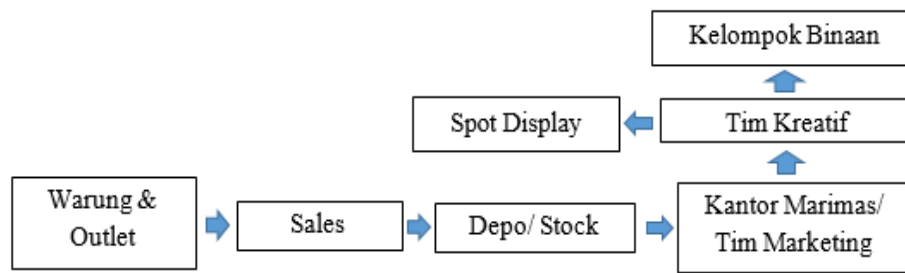 Kelompok Binaan
Spot Display
Tim Kreatif
Warung &
Outlet
Sales
Depo/ Stock
Kantor Marimas/
Tim Marketing